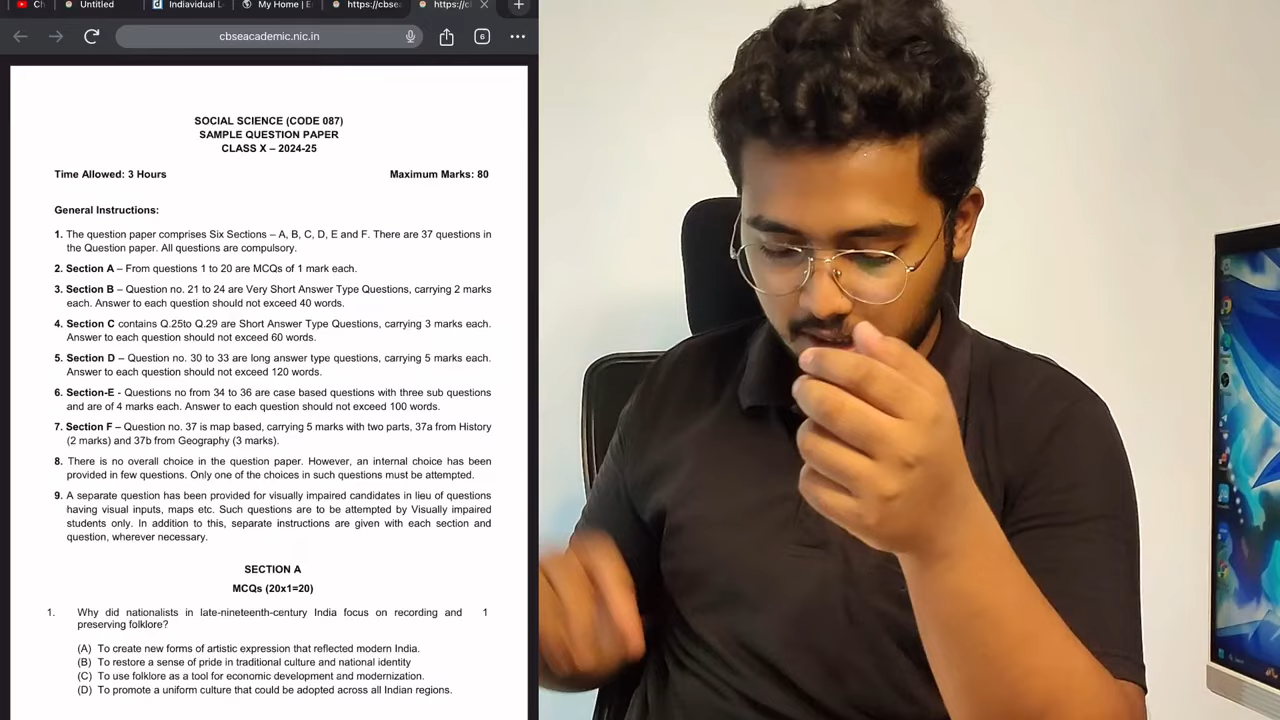 Ch
Untitled
Indiavidual L
My Home | E
https://cbse
https://cl
cbseacademic.nic.in
6
SOCIAL SCIENCE (CODE 087)
SAMPLE QUESTION PAPER
CLASS X – 2024-25
Time Allowed: 3 Hours Maximum Marks: 80
General Instructions:
1. The question paper comprises Six Sections – A, B, C, D, E and F. There are 37 questions in
the Question paper. All questions are compulsory.
2. Section A – From questions 1 to 20 are MCQs of 1 mark each.
3. Section B – Question no. 21 to 24 are Very Short Answer Type Questions, carrying 2 marks
each. Answer to each question should not exceed 40 words.
4. Section C contains Q.25to Q.29 are Short Answer Type Questions, carrying 3 marks each.
Answer to each question should not exceed 60 words.
5. Section D – Question no. 30 to 33 are long answer type questions, carrying 5 marks each.
Answer to each question should not exceed 120 words.
6. Section-E - Questions no from 34 to 36 are case based questions with three sub questions
and are of 4 marks each. Answer to each question should not exceed 100 words.
7. Section F – Question no. 37 is map based, carrying 5 marks with two parts, 37a from History
(2 marks) and 37b from Geography (3 marks).
8. There is no overall choice in the question paper. However, an internal choice has been
provided in few questions. Only one of the choices in such questions must be attempted.
9. A separate question has been provided for visually impaired candidates in lieu of questions
having visual inputs, maps etc. Such questions are to be attempted by Visually impaired
students only. In addition to this, separate instructions are given with each section and
question, wherever necessary.
SECTION A
MCQs (20x1=20)
1. Why did nationalists in late-nineteenth-century India focus on recording and 1
preserving folklore?
(A) To create new forms of artistic expression that reflected modern India.
(B) To restore a sense of pride in traditional culture and national identity
(C) To use folklore as a tool for economic development and modernization.
(D) To promote a uniform culture that could be adopted across all Indian regions.